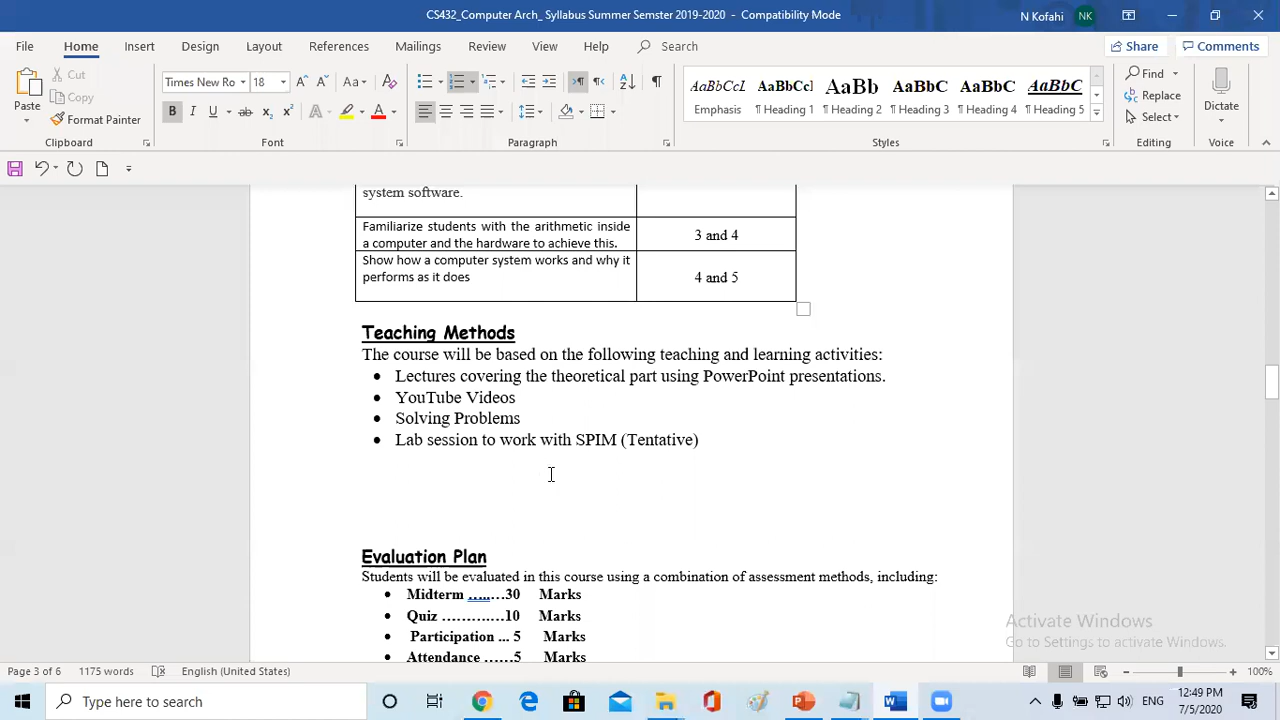 CS432_Computer Arch_ Syllabus Summer Semster 2019-2020 - Compatibility Mode
N Kofahi NK
File Home Insert Design Layout References Mailings Review View Help Search Share Comments
Paste Cut Copy Format Painter
Times New Ro 18
Aa
B I U ab x₂ x² A A
AaBbCcL AaBbCcI AaBb AaBbCc AaBbC AaBbC
Emphasis ¶ Heading 1 ¶ Heading 2 ¶ Heading 3 ¶ Heading 4 ¶ Heading 5
Find Replace Select
Dictate
Clipboard Font Paragraph Styles Editing Voice
system software.
Familiarize students with the arithmetic inside
a computer and the hardware to achieve this.
3 and 4
Show how a computer system works and why it
performs as it does
4 and 5
Teaching Methods
The course will be based on the following teaching and learning activities:
• Lectures covering the theoretical part using PowerPoint presentations.
• YouTube Videos
• Solving Problems
• Lab session to work with SPIM (Tentative)
Evaluation Plan
Students will be evaluated in this course using a combination of assessment methods, including:
• Midterm ….…30 Marks
• Quiz ……….…10 Marks
• Participation ... 5 Marks
• Attendance ……5 Marks
Activate Windows
Go to Settings to activate Windows.
Page 3 of 6 1175 words English (United States) 100%
Type here to search
ENG
12:49 PM
7/5/2020